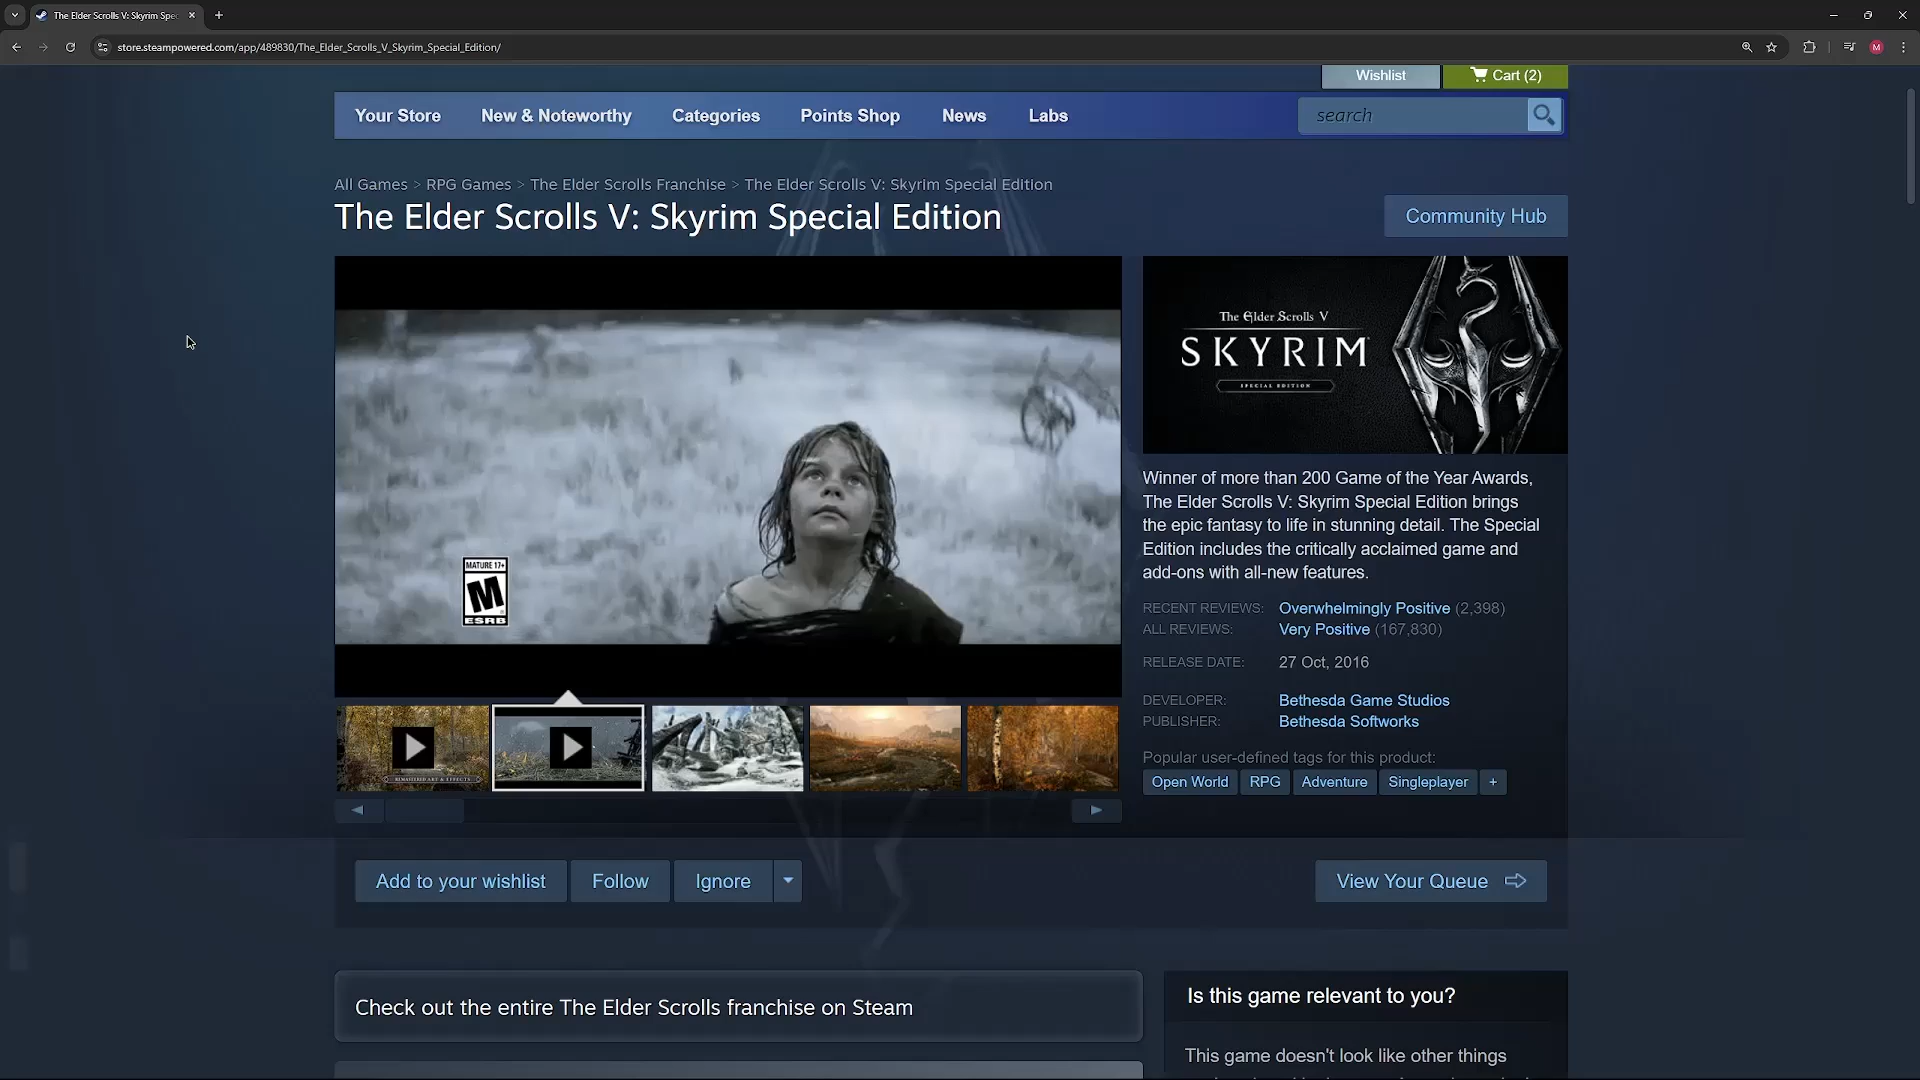 The Elder Scrolls V: Skyrim Spec
store.steampowered.com/app/489830/The_Elder_Scrolls_V_Skyrim_Special_Edition/
M
Wishlist
Cart (2)
Your Store
New & Noteworthy
Categories
Points Shop
News
Labs
search
All Games > RPG Games > The Elder Scrolls Franchise > The Elder Scrolls V: Skyrim Special Edition
The Elder Scrolls V: Skyrim Special Edition
Community Hub
MATURE 17+
M
ESRB
The Elder Scrolls V
SKYRIM
SPECIAL EDITION
Winner of more than 200 Game of the Year Awards,
The Elder Scrolls V: Skyrim Special Edition brings
the epic fantasy to life in stunning detail. The Special
Edition includes the critically acclaimed game and
add-ons with all-new features.
RECENT REVIEWS: Overwhelmingly Positive (2,398)
ALL REVIEWS: Very Positive (167,830)
RELEASE DATE: 27 Oct, 2016
DEVELOPER: Bethesda Game Studios
PUBLISHER: Bethesda Softworks
Popular user-defined tags for this product:
Open World
RPG
Adventure
Singleplayer
+
REMASTERED ART & EFFECTS
Add to your wishlist
Follow
Ignore
View Your Queue
Check out the entire The Elder Scrolls franchise on Steam
Is this game relevant to you?
This game doesn't look like other things